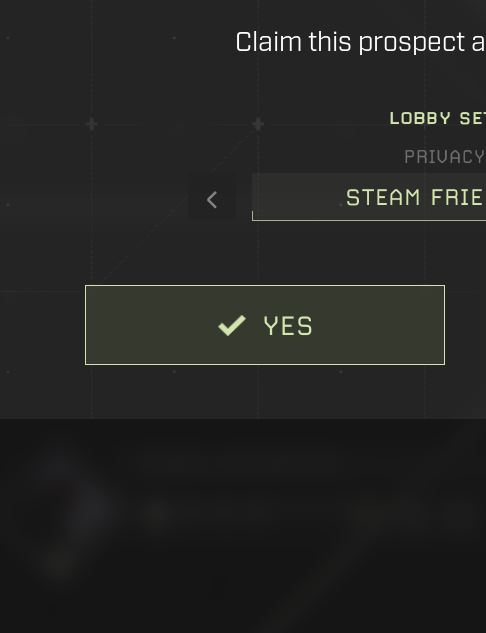 Claim this prospect a
LOBBY SET
PRIVACY
STEAM FRIE
YES